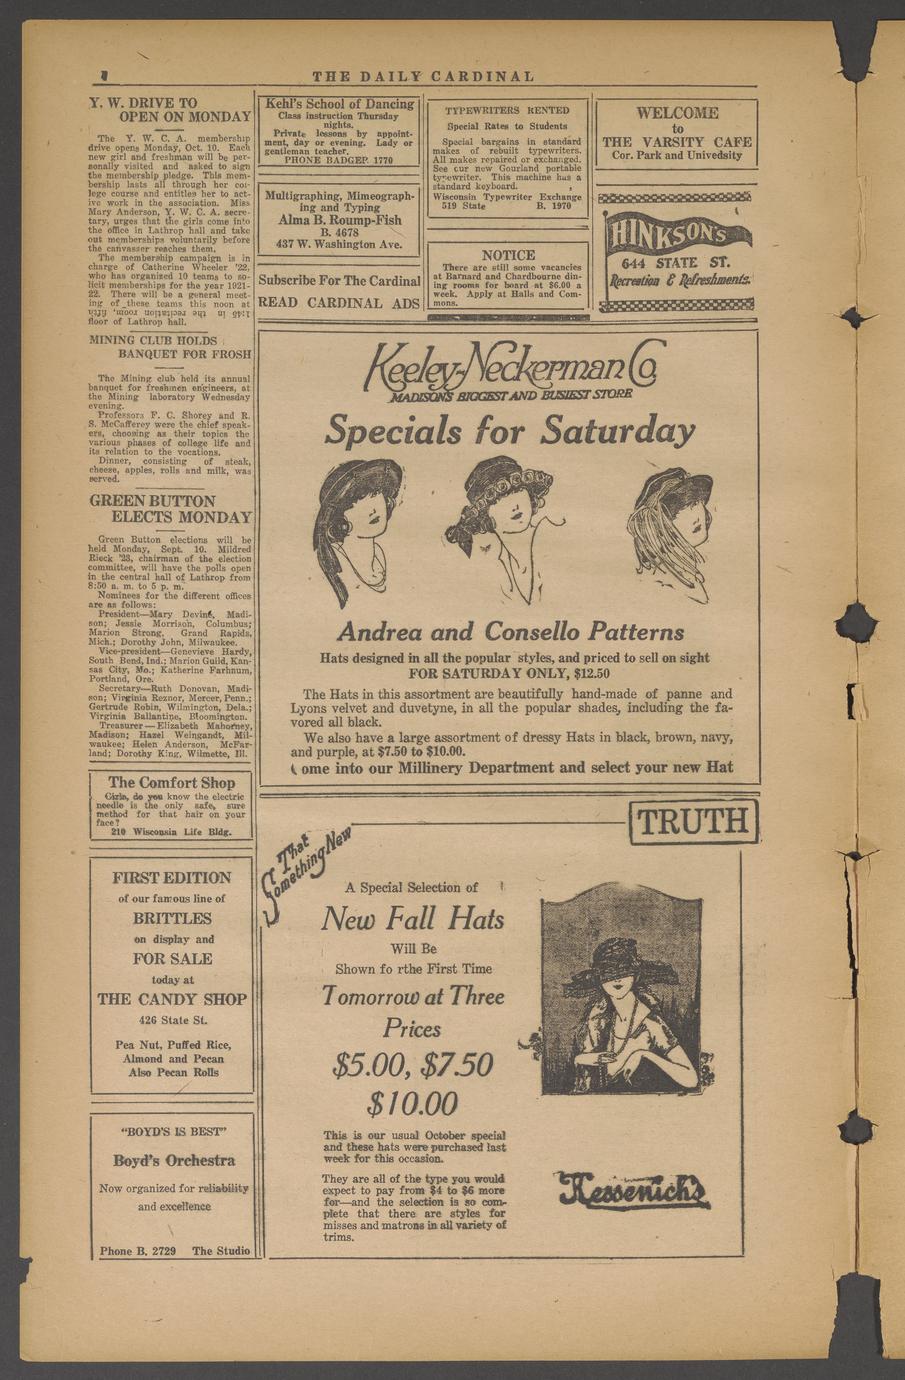 THE DAILY CARDINAL
Y. W. DRIVE TO
OPEN ON MONDAY
The Y. W. C. A. membership
drive opens Monday, Oct. 10. Each
new girl and freshman will be per-
sonally visited and asked to sign
the membership pledge. This mem-
bership lasts all through her col-
lege course and entitles her to act-
ive work in the association. Miss
Mary Anderson, Y. W. C. A. secre-
tary, urges that the girls come into
the office in Lathrop hall and take
out memberships voluntarily before
the canvasser reaches them.
The membership campaign is in
charge of Catherine Wheeler '22,
who has organized 10 teams to so-
licit memberships for the year 1921-
22. There will be a general meet-
ing of these teams this noon at
12:40 in the recitation room, fifth
floor of Lathrop hall.
MINING CLUB HOLDS
BANQUET FOR FROSH
The Mining club held its annual
banquet for freshmen engineers, at
the Mining laboratory Wednesday
evening.
Professors F. C. Shorey and R.
S. McCafferey were the chief speak-
ers, choosing as their topics the
various phases of college life and
its relation to the vocations.
Dinner, consisting of steak,
cheese, apples, rolls and milk, was
served.
GREEN BUTTON
ELECTS MONDAY
Green Button elections will be
held Monday, Sept. 10. Mildred
Rieck '23, chairman of the election
committee, will have the polls open
in the central hall of Lathrop from
8:50 a. m. to 5 p. m.
Nominees for the different offices
are as follows:
President—Mary Devine, Madi-
son; Jessie Morrison, Columbus;
Marion Strong, Grand Rapids,
Mich.; Dorothy John, Milwaukee.
Vice-president—Genevieve Hardy,
South Bend, Ind.; Marion Guild, Kan-
sas City, Mo.; Katherine Farhnum,
Portland, Ore.
Secretary—Ruth Donovan, Madi-
son; Virginia Reznor, Mercer, Penn.;
Gertrude Robin, Wilmington, Dela.;
Virginia Ballantine, Bloomington.
Treasurer—Elizabeth Mahorney,
Madison; Hazel Weingandt, Mil-
waukee; Helen Anderson, McFar-
land; Dorothy King, Wilmette, Ill.
The Comfort Shop
Girls, do you know the electric
needle is the only safe, sure
method for that hair on your
face?
210 Wisconsin Life Bldg.
FIRST EDITION
of our famous line of
BRITTLES
on display and
FOR SALE
today at
THE CANDY SHOP
426 State St.
Pea Nut, Puffed Rice,
Almond and Pecan
Also Pecan Rolls
"BOYD'S IS BEST"
Boyd's Orchestra
Now organized for reliability
and excellence
Phone B. 2729 The Studio
Kehl's School of Dancing
Class instruction Thursday
nights.
Private lessons by appoint-
ment, day or evening. Lady or
gentleman teacher.
PHONE BADGER 1770
Multigraphing, Mimeograph-
ing and Typing
Alma B. Roump-Fish
B. 4678
437 W. Washington Ave.
Subscribe For The Cardinal
READ CARDINAL ADS
TYPEWRITERS RENTED
Special Rates to Students
Special bargains in standard
makes of rebuilt typewriters.
All makes repaired or exchanged.
See our new Gourland portable
typewriter. This machine has a
standard keyboard.
Wisconsin Typewriter Exchange
519 State B. 1970
NOTICE
There are still some vacancies
at Barnard and Chardbourne din-
ing rooms for board at $6.00 a
week. Apply at Halls and Com-
mons.
WELCOME
to
THE VARSITY CAFE
Cor. Park and Univedsity
HINKSON'S
644 STATE ST.
Recreation & Refreshments.
Keeley-Neckerman Co
MADISON'S BIGGEST AND BUSIEST STORE
Specials for Saturday
Andrea and Consello Patterns
Hats designed in all the popular styles, and priced to sell on sight
FOR SATURDAY ONLY, $12.50
The Hats in this assortment are beautifully hand-made of panne and
Lyons velvet and duvetyne, in all the popular shades, including the fa-
vored all black.
We also have a large assortment of dressy Hats in black, brown, navy,
and purple, at $7.50 to $10.00.
ome into our Millinery Department and select your new Hat
TRUTH
That
Something New
A Special Selection of
New Fall Hats
Will Be
Shown fo rthe First Time
Tomorrow at Three
Prices
$5.00, $7.50
$10.00
This is our usual October special
and these hats were purchased last
week for this occasion.
They are all of the type you would
expect to pay from $4 to $6 more
for—and the selection is so com-
plete that there are styles for
misses and matrons in all variety of
trims.
Kessenich's